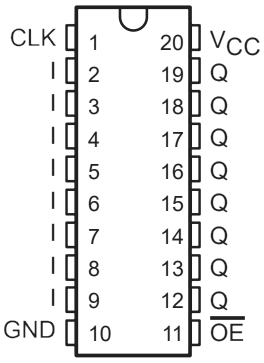 CLK 1 20 VCC
I 2 19 Q
I 3 18 Q
I 4 17 Q
I 5 16 Q
I 6 15 Q
I 7 14 Q
I 8 13 Q
I 9 12 Q
GND 10 11 O̅E̅